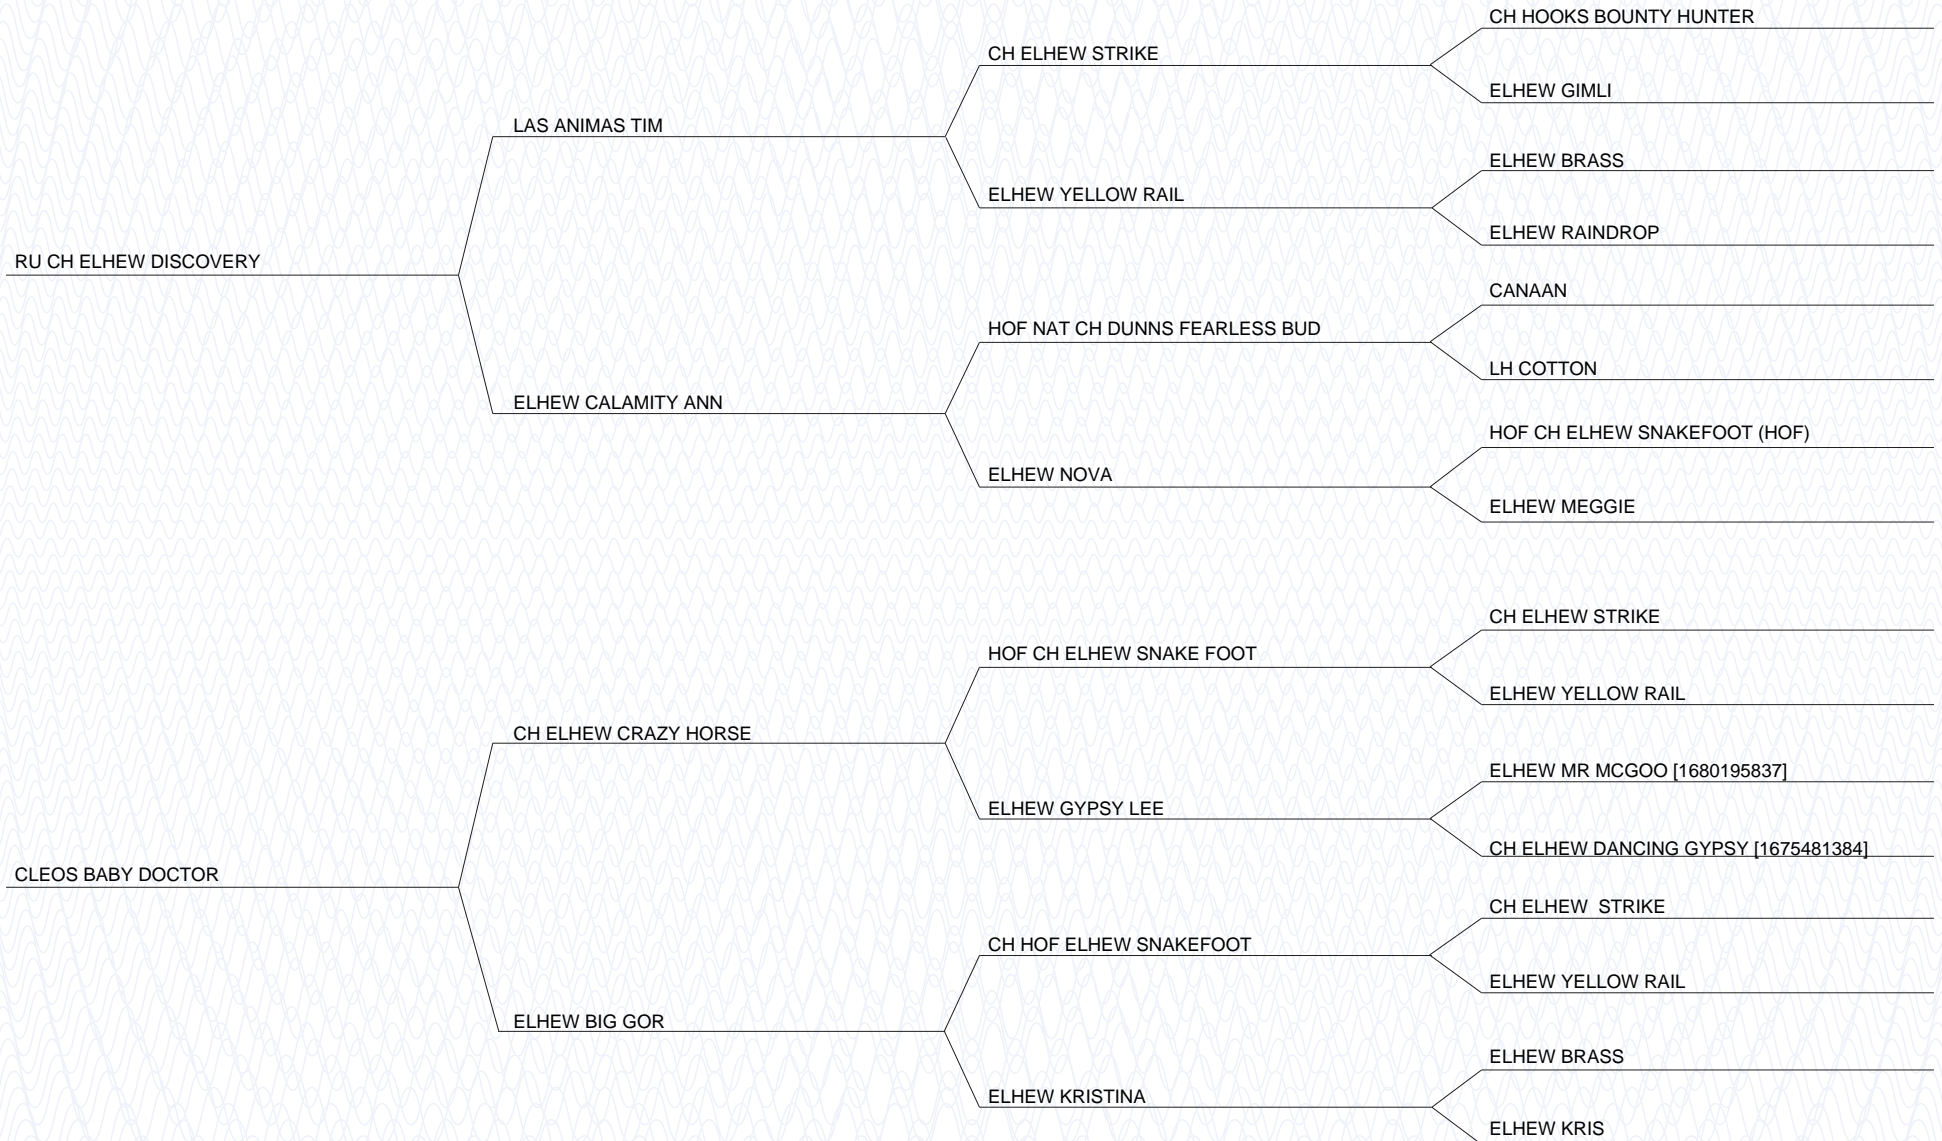 CH HOOKS BOUNTY HUNTER
CH ELHEW STRIKE
ELHEW GIMLI
LAS ANIMAS TIM
ELHEW BRASS
ELHEW YELLOW RAIL
ELHEW RAINDROP
RU CH ELHEW DISCOVERY
CANAAN
HOF NAT CH DUNNS FEARLESS BUD
LH COTTON
ELHEW CALAMITY ANN
HOF CH ELHEW SNAKEFOOT (HOF)
ELHEW NOVA
ELHEW MEGGIE
CH ELHEW STRIKE
HOF CH ELHEW SNAKE FOOT
ELHEW YELLOW RAIL
CH ELHEW CRAZY HORSE
ELHEW MR MCGOO [1680195837]
ELHEW GYPSY LEE
CH ELHEW DANCING GYPSY [1675481384]
CLEOS BABY DOCTOR
CH ELHEW  STRIKE
CH HOF ELHEW SNAKEFOOT
ELHEW YELLOW RAIL
ELHEW BIG GOR
ELHEW BRASS
ELHEW KRISTINA
ELHEW KRIS